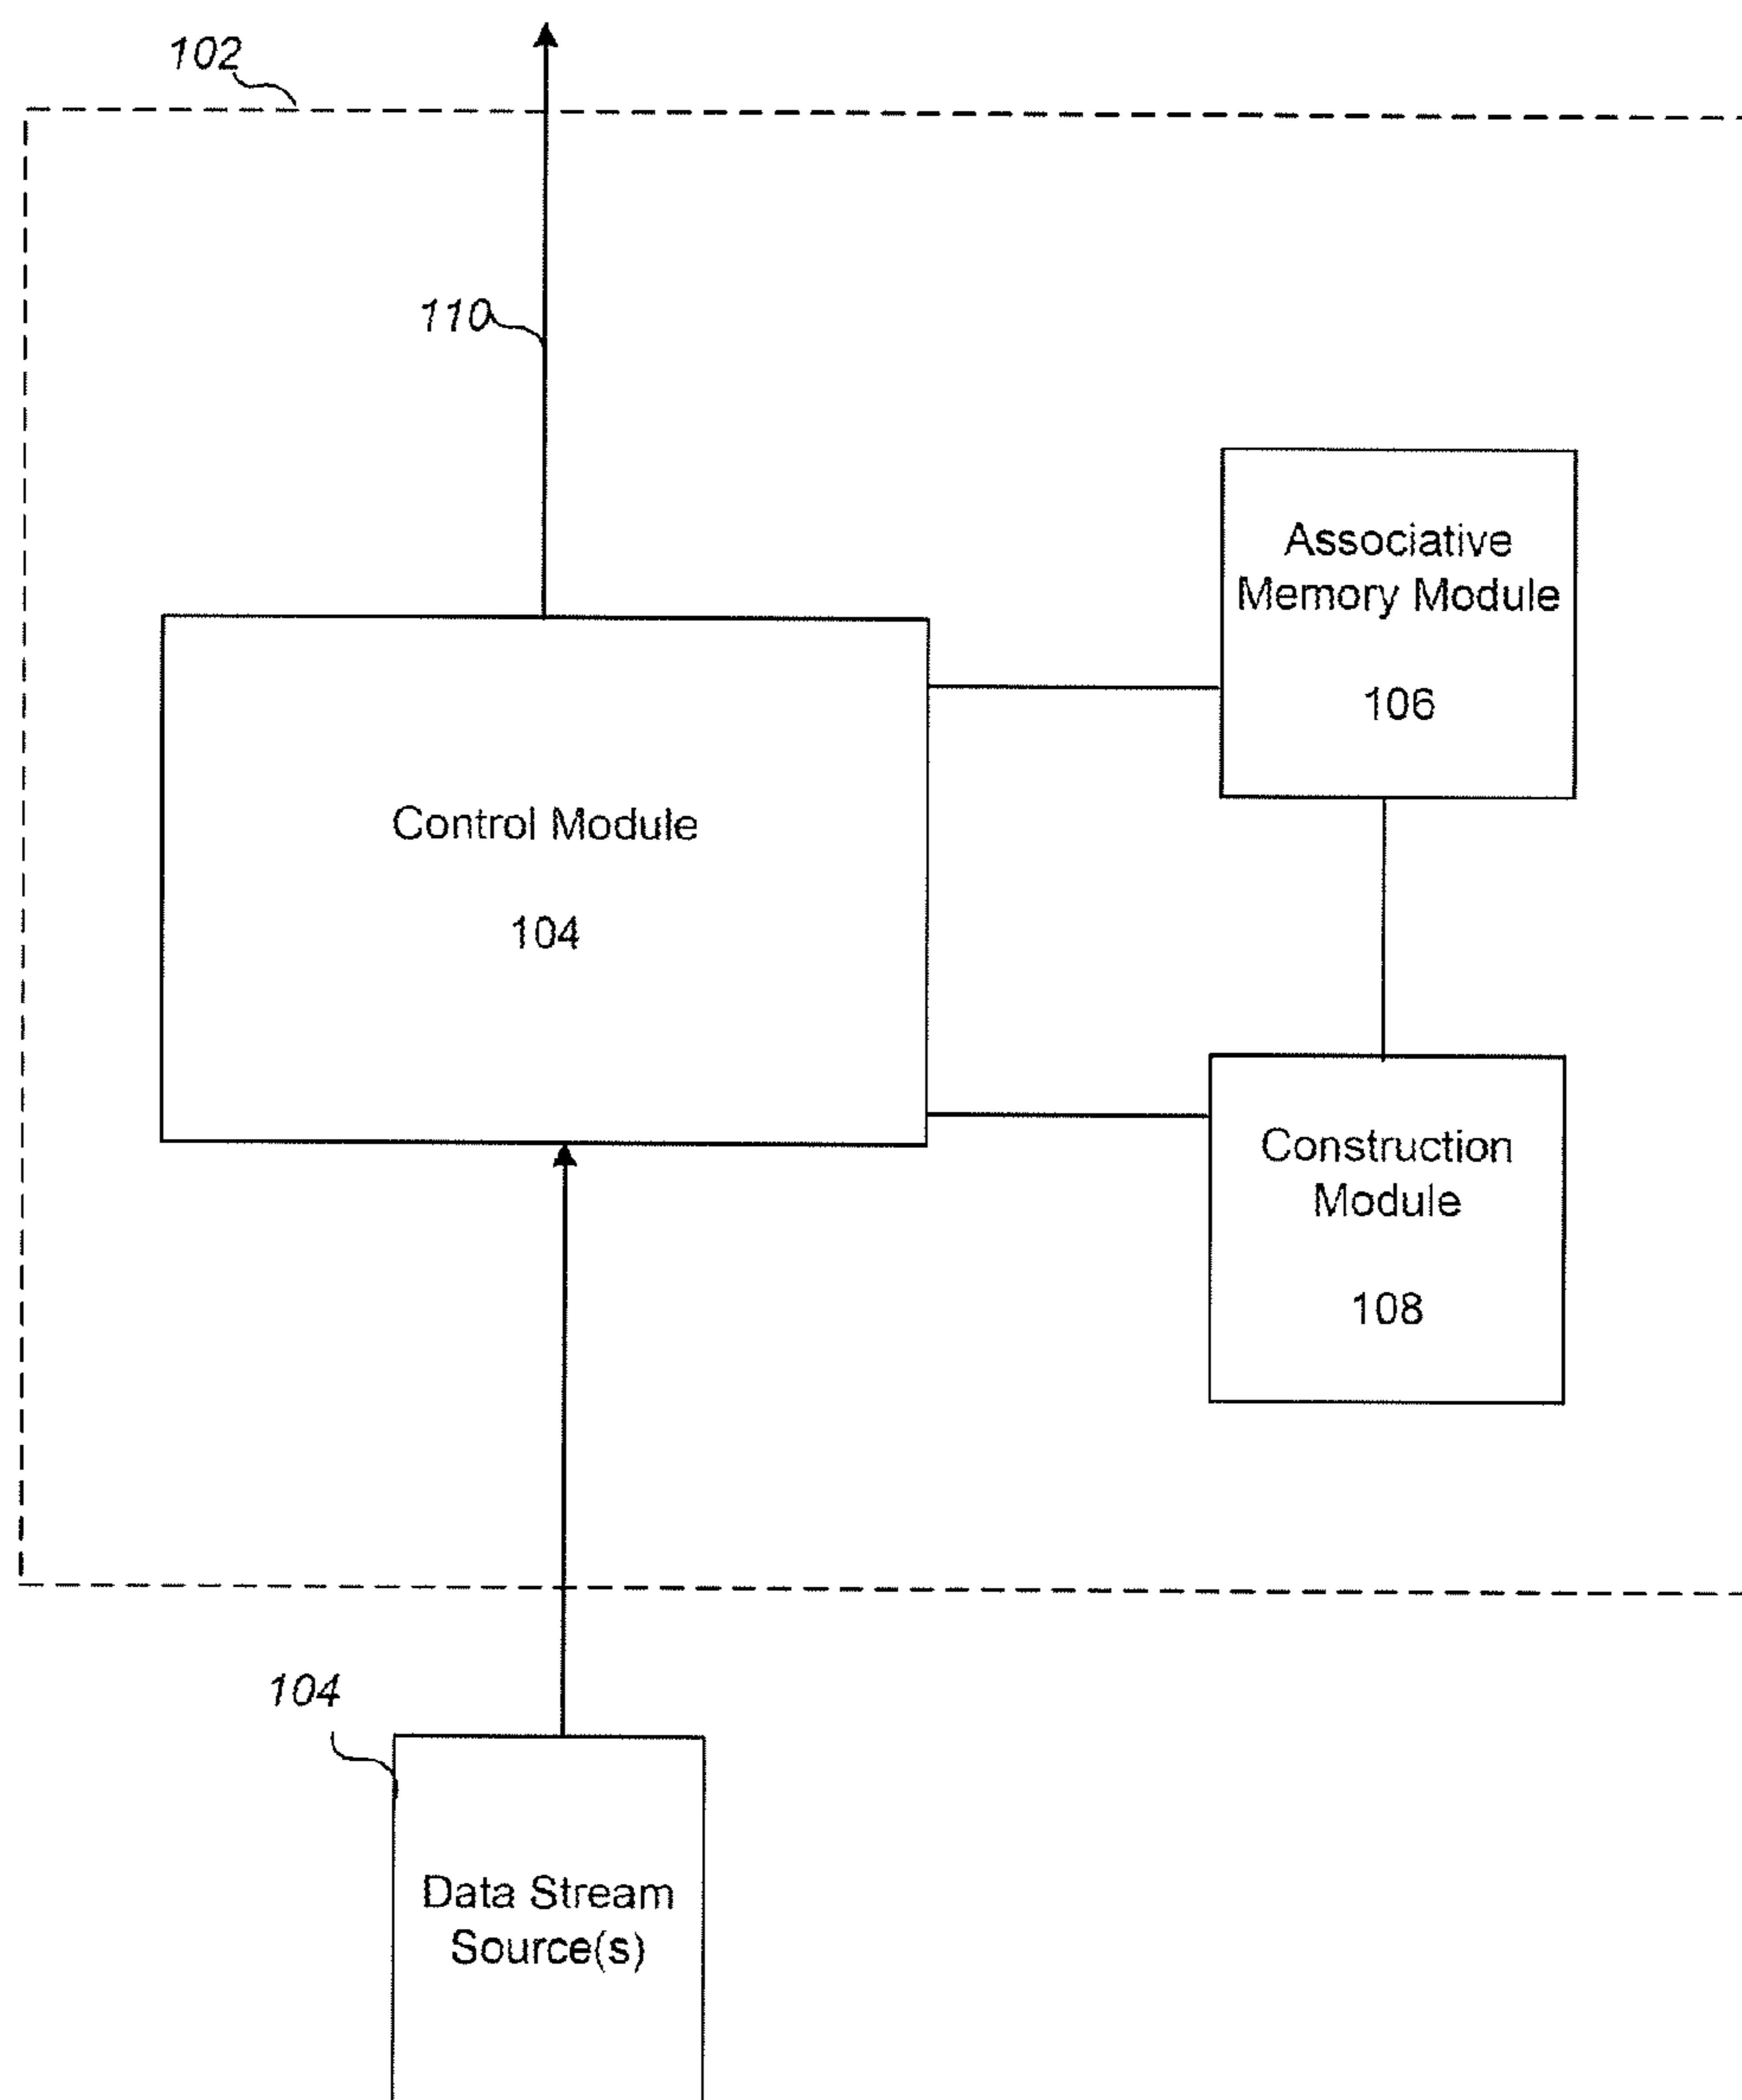 102
110
Associative
Memory Module
106
Control Module
104
Construction
Module
108
104
Data Stream
Source(s)